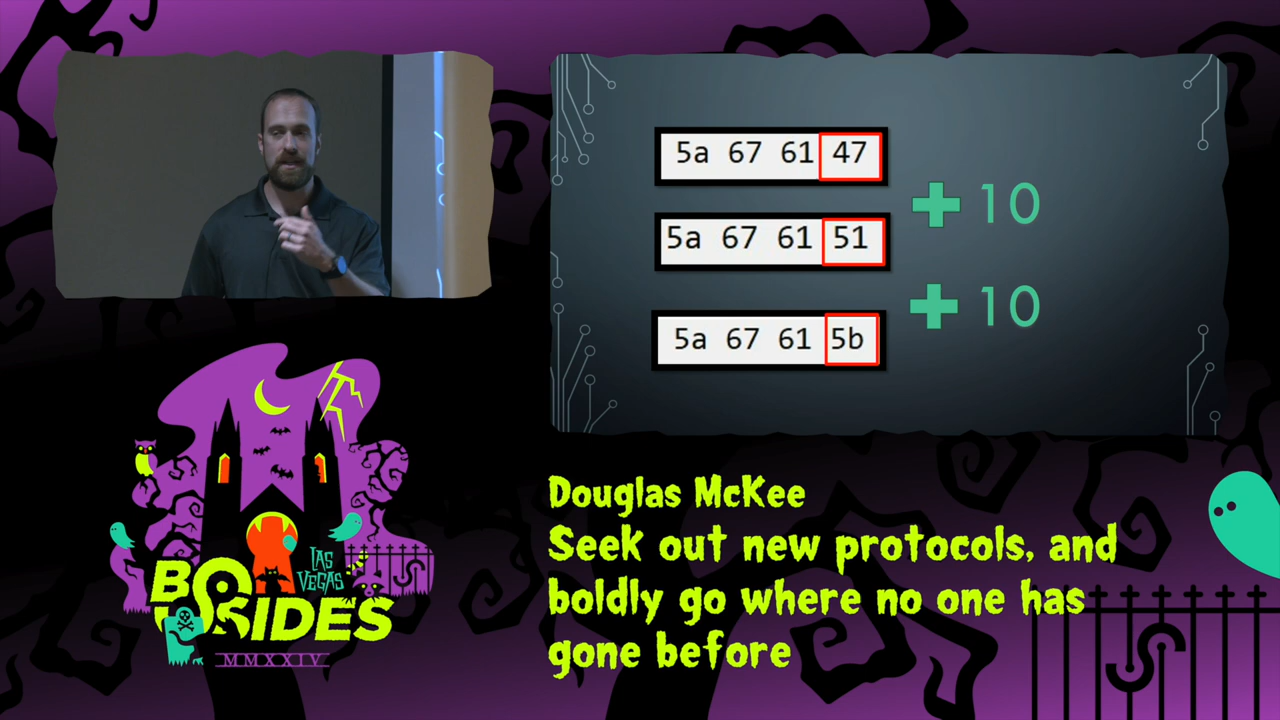 5a 67 61 47
+ 10
5a 67 61 51
+ 10
5a 67 61 5b
Douglas McKee
Seek out new protocols, and
boldly go where no one has
gone before
LAS
VEGAS
BSIDES
MMXXIV